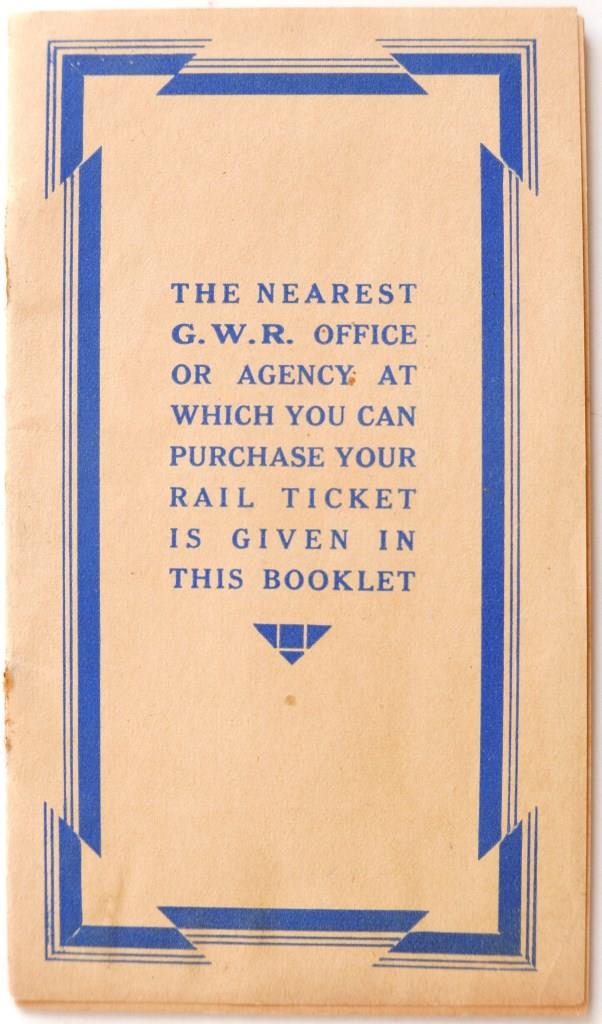 THE NEAREST
G.W.R. OFFICE
OR AGENCY AT
WHICH YOU CAN
PURCHASE YOUR
RAIL TICKET
IS GIVEN IN
THIS BOOKLET